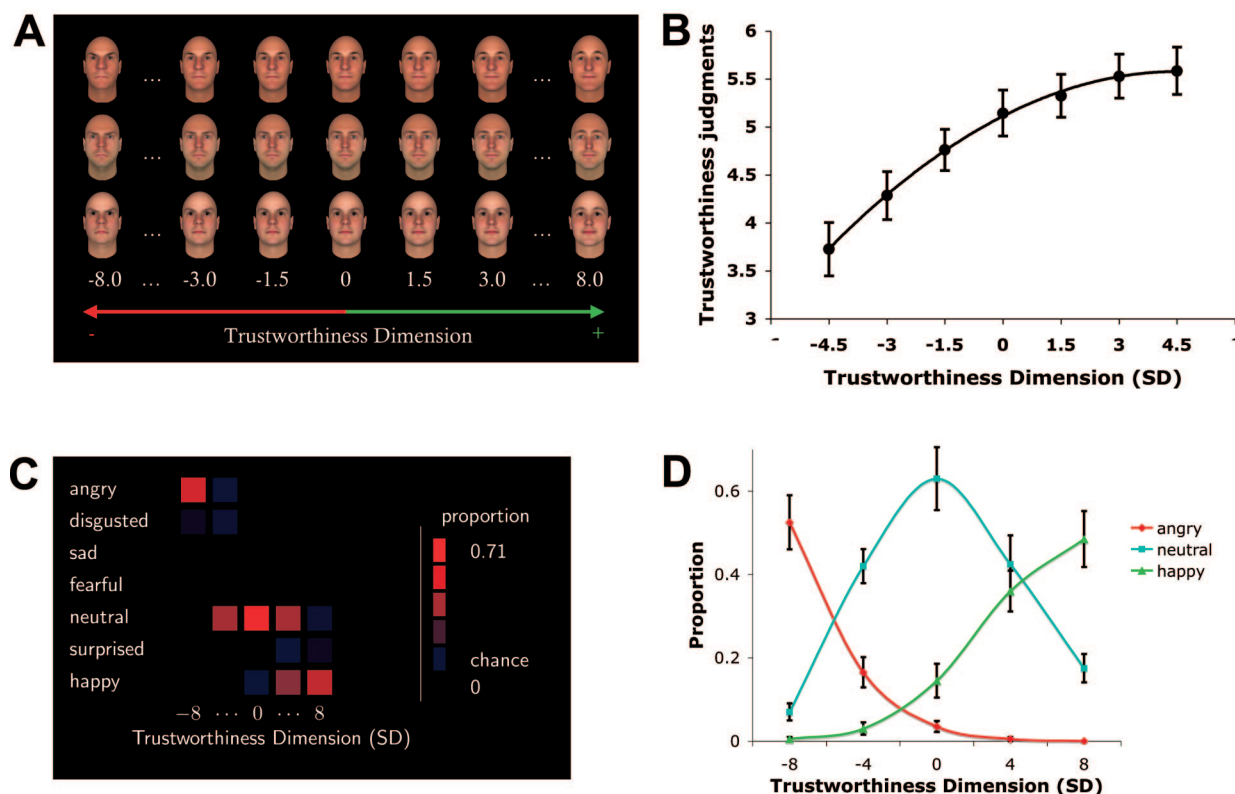 A
... ...
... ...
... ...
-8.0 ... -3.0 -1.5 0 1.5 3.0 ... 8.0
- Trustworthiness Dimension +
B
Trustworthiness judgments
6
5.5
5
4.5
4
3.5
3
-4.5 -3 -1.5 0 1.5 3 4.5
Trustworthiness Dimension (SD)
C
angry
disgusted
sad
fearful
neutral
surprised
happy
−8 ... 0 ... 8
Trustworthiness Dimension (SD)
proportion
0.71
chance
0
D
Proportion
0.6
0.4
0.2
0
-8 -4 0 4 8
Trustworthiness Dimension (SD)
angry
neutral
happy